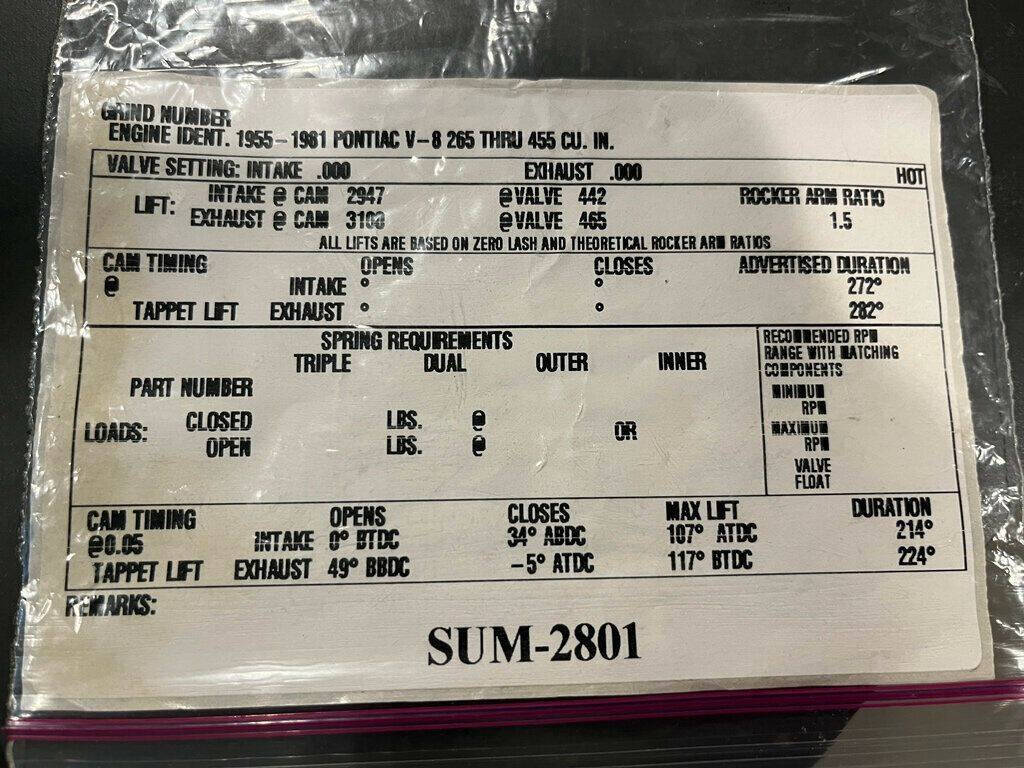 GRIND NUMBER
ENGINE IDENT. 1955-1981 PONTIAC V-8 265 THRU 455 CU. IN.
VALVE SETTING: INTAKE .000 EXHAUST .000 HOT
LIFT: INTAKE @ CAM 2947 @ VALVE 442 ROCKER ARM RATIO
EXHAUST @ CAM 3100 @ VALVE 465 1.5
ALL LIFTS ARE BASED ON ZERO LASH AND THEORETICAL ROCKER ARM RATIOS
CAM TIMING OPENS CLOSES ADVERTISED DURATION
@ INTAKE ° ° 272°
TAPPET LIFT EXHAUST ° ° 282°
SPRING REQUIREMENTS
TRIPLE DUAL OUTER INNER
PART NUMBER
LOADS: CLOSED LBS. @ OR
OPEN LBS. @
RECOMMENDED RPM
RANGE WITH MATCHING
COMPONENTS
MINIMUM
RPM
MAXIMUM
RPM
VALVE
FLOAT
CAM TIMING OPENS CLOSES MAX LIFT DURATION
@0.05 INTAKE 0° BTDC 34° ABDC 107° ATDC 214°
TAPPET LIFT EXHAUST 49° BBDC -5° ATDC 117° BTDC 224°
REMARKS:
SUM-2801